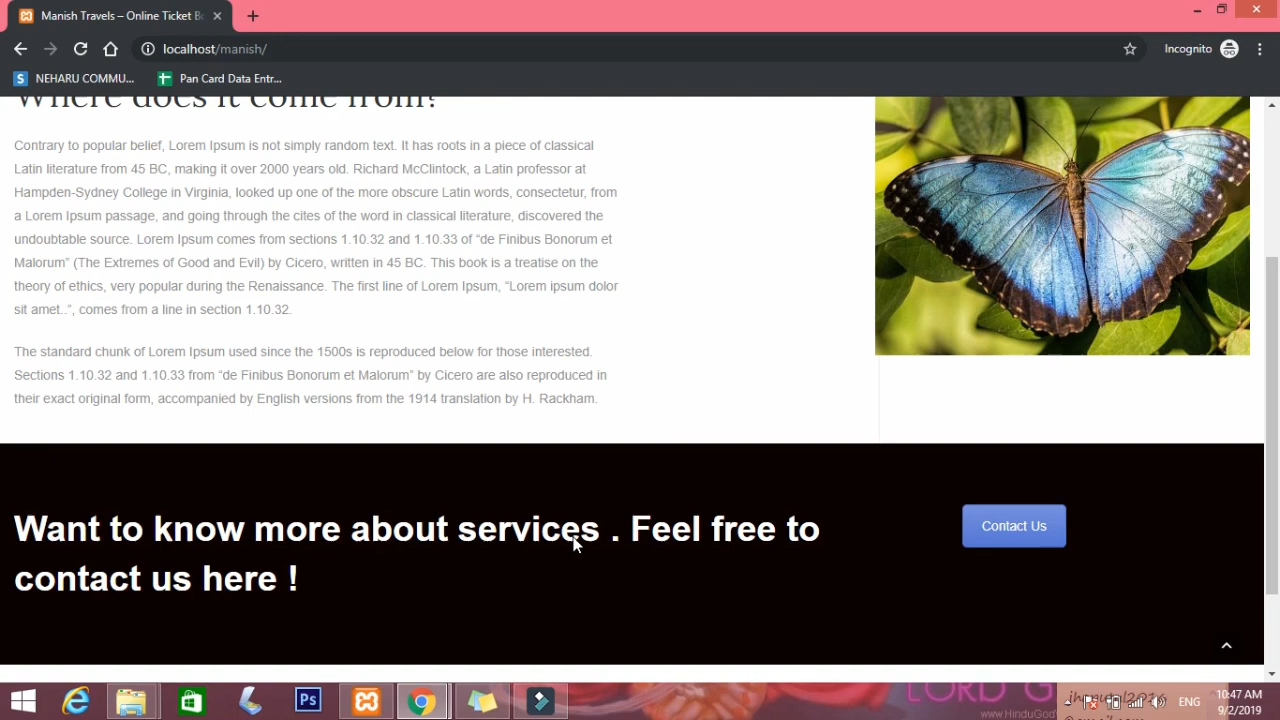 Manish Travels – Online Ticket Bo
localhost/manish/
Incognito
NEHARU COMMU...
Pan Card Data Entr...
Where does it come from?
Contrary to popular belief, Lorem Ipsum is not simply random text. It has roots in a piece of classical
Latin literature from 45 BC, making it over 2000 years old. Richard McClintock, a Latin professor at
Hampden-Sydney College in Virginia, looked up one of the more obscure Latin words, consectetur, from
a Lorem Ipsum passage, and going through the cites of the word in classical literature, discovered the
undoubtable source. Lorem Ipsum comes from sections 1.10.32 and 1.10.33 of “de Finibus Bonorum et
Malorum” (The Extremes of Good and Evil) by Cicero, written in 45 BC. This book is a treatise on the
theory of ethics, very popular during the Renaissance. The first line of Lorem Ipsum, “Lorem ipsum dolor
sit amet..”, comes from a line in section 1.10.32.
The standard chunk of Lorem Ipsum used since the 1500s is reproduced below for those interested.
Sections 1.10.32 and 1.10.33 from “de Finibus Bonorum et Malorum” by Cicero are also reproduced in
their exact original form, accompanied by English versions from the 1914 translation by H. Rackham.
Want to know more about services . Feel free to
contact us here !
Contact Us
Ps
LORD G
www.HinduGod
ENG
10:47 AM
9/2/2019